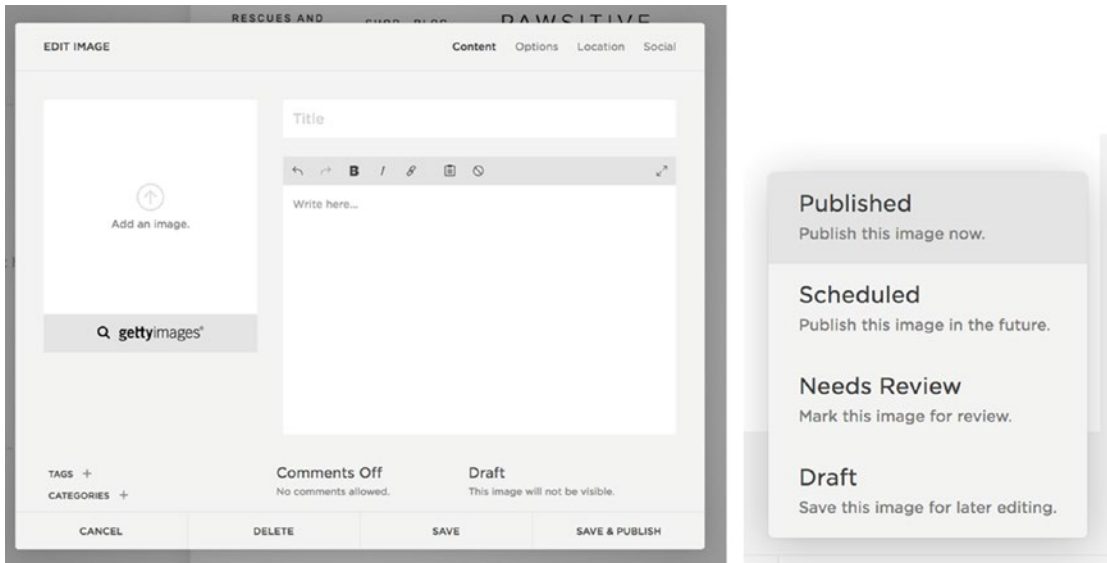 RESCUES AND
EDIT IMAGE
Content Options Location Social
Title
B I
Write here...
Add an image.
gettyimages®
TAGS +
CATEGORIES +
Comments Off
No comments allowed.
Draft
This image will not be visible.
CANCEL DELETE SAVE SAVE & PUBLISH
Published
Publish this image now.
Scheduled
Publish this image in the future.
Needs Review
Mark this image for review.
Draft
Save this image for later editing.